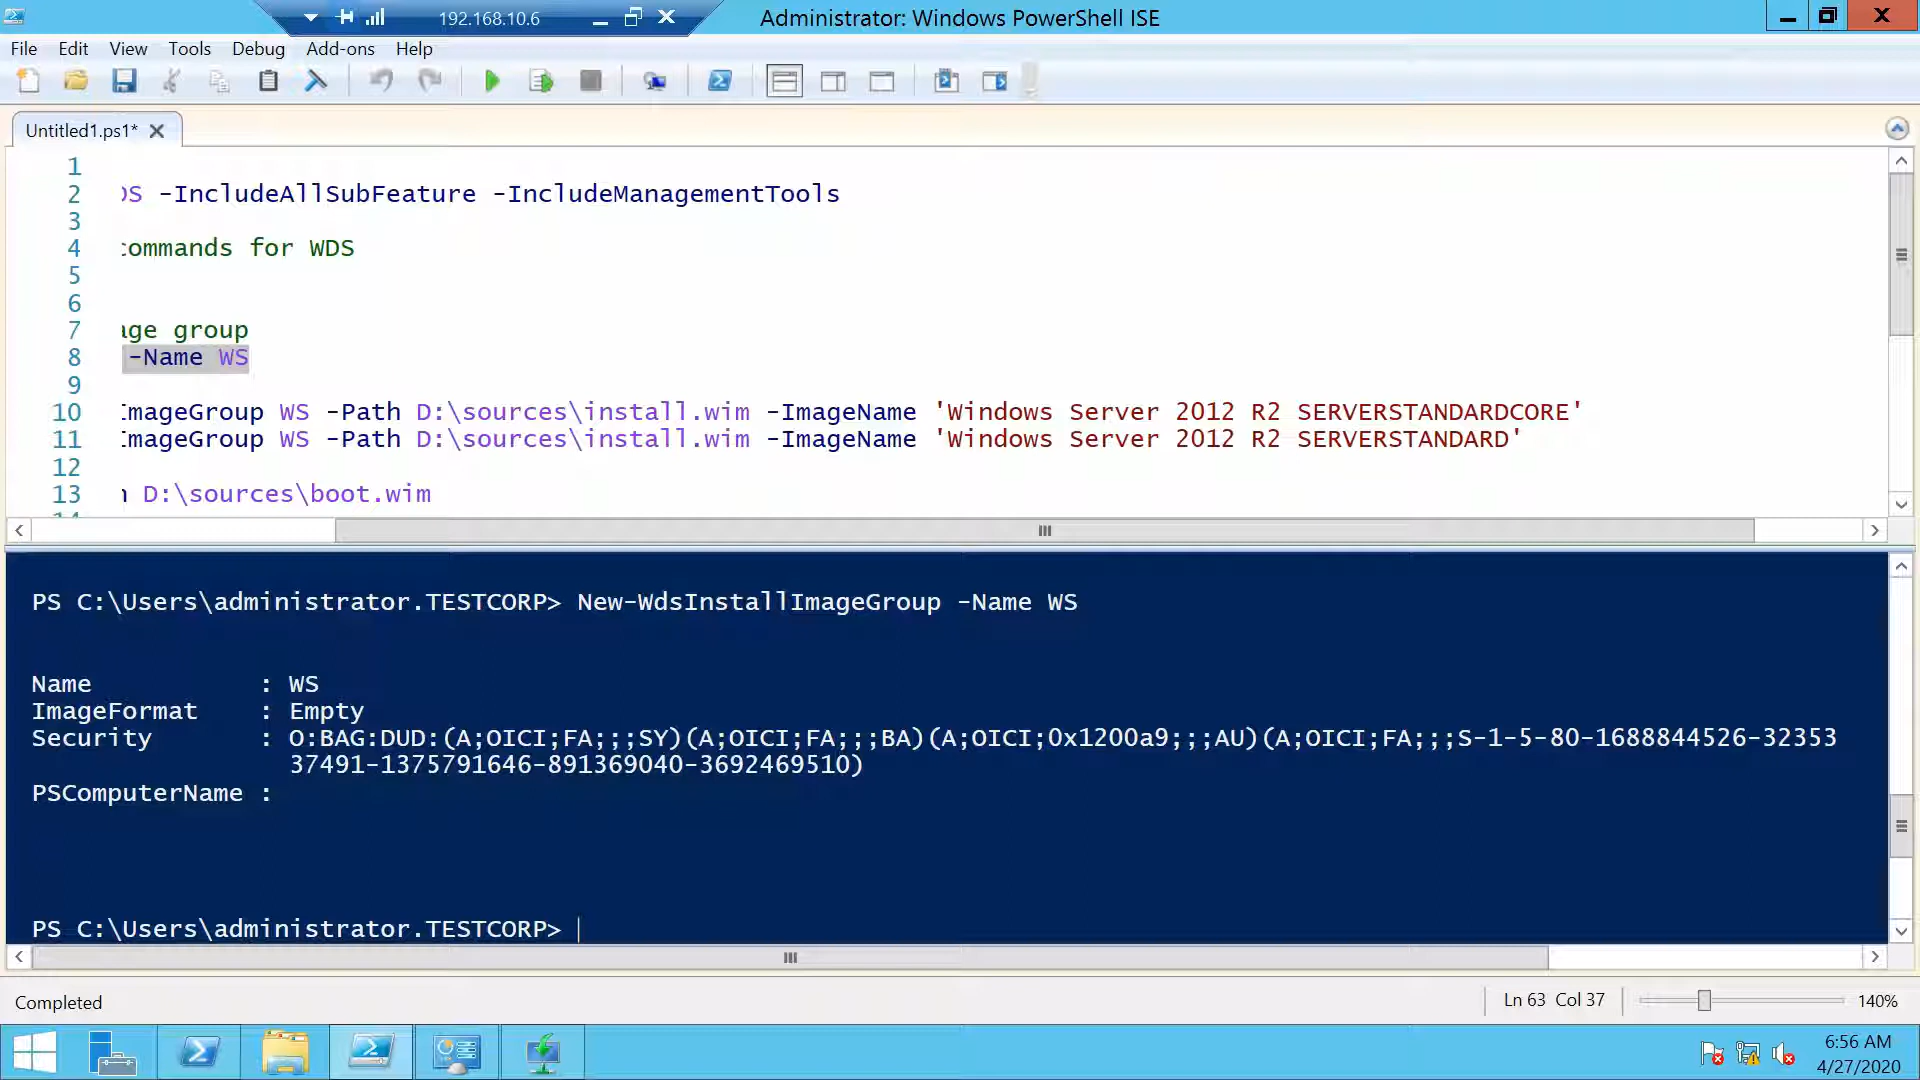 192.168.10.6
Administrator: Windows PowerShell ISE
File Edit View Tools Debug Add-ons Help
Untitled1.ps1*
1
2 DS -IncludeAllSubFeature -IncludeManagementTools
3
4 commands for WDS
5
6
7 age group
8 -Name WS
9
10 ImageGroup WS -Path D:\sources\install.wim -ImageName 'Windows Server 2012 R2 SERVERSTANDARDCORE'
11 ImageGroup WS -Path D:\sources\install.wim -ImageName 'Windows Server 2012 R2 SERVERSTANDARD'
12
13 h D:\sources\boot.wim
14
PS C:\Users\administrator.TESTCORP> New-WdsInstallImageGroup -Name WS
Name : WS
ImageFormat : Empty
Security : O:BAG:DUD:(A;OICI;FA;;;SY)(A;OICI;FA;;;BA)(A;OICI;0x1200a9;;;AU)(A;OICI;FA;;;S-1-5-80-1688844526-32353
37491-1375791646-891369040-3692469510)
PSComputerName :
PS C:\Users\administrator.TESTCORP>
Completed
Ln 63 Col 37
140%
6:56 AM
4/27/2020